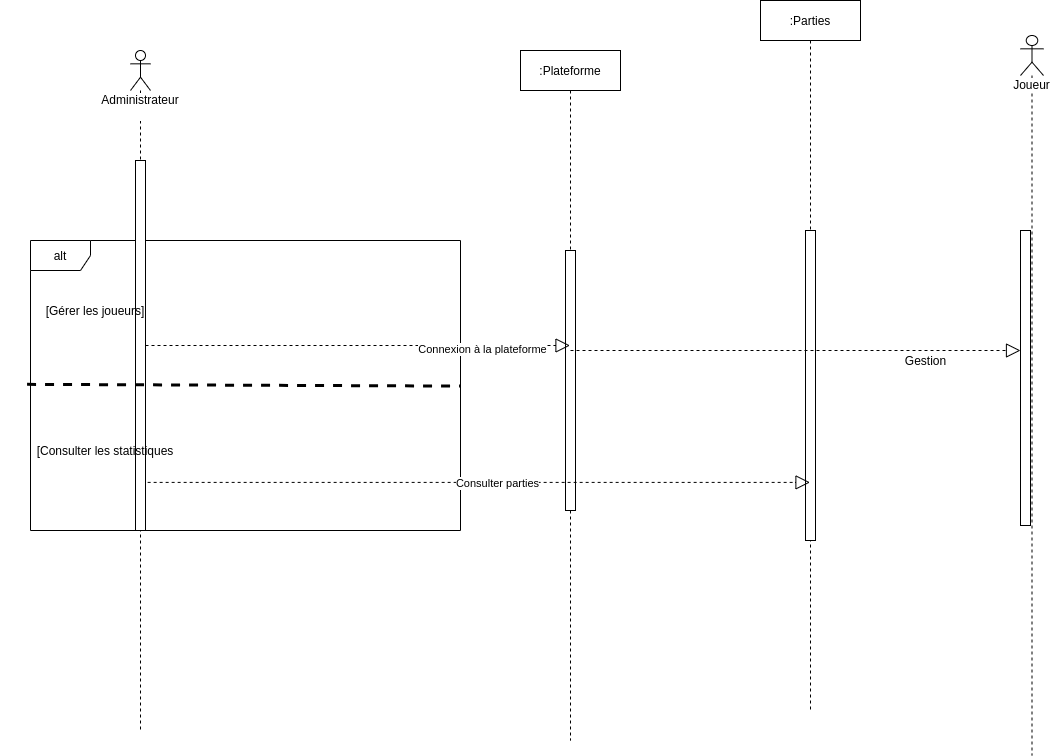 :Parties
:Plateforme
Joueur
Administrateur
alt
[Gérer les joueurs]
Connexion à la plateforme
Gestion
[Consulter les statistiques
Consulter parties